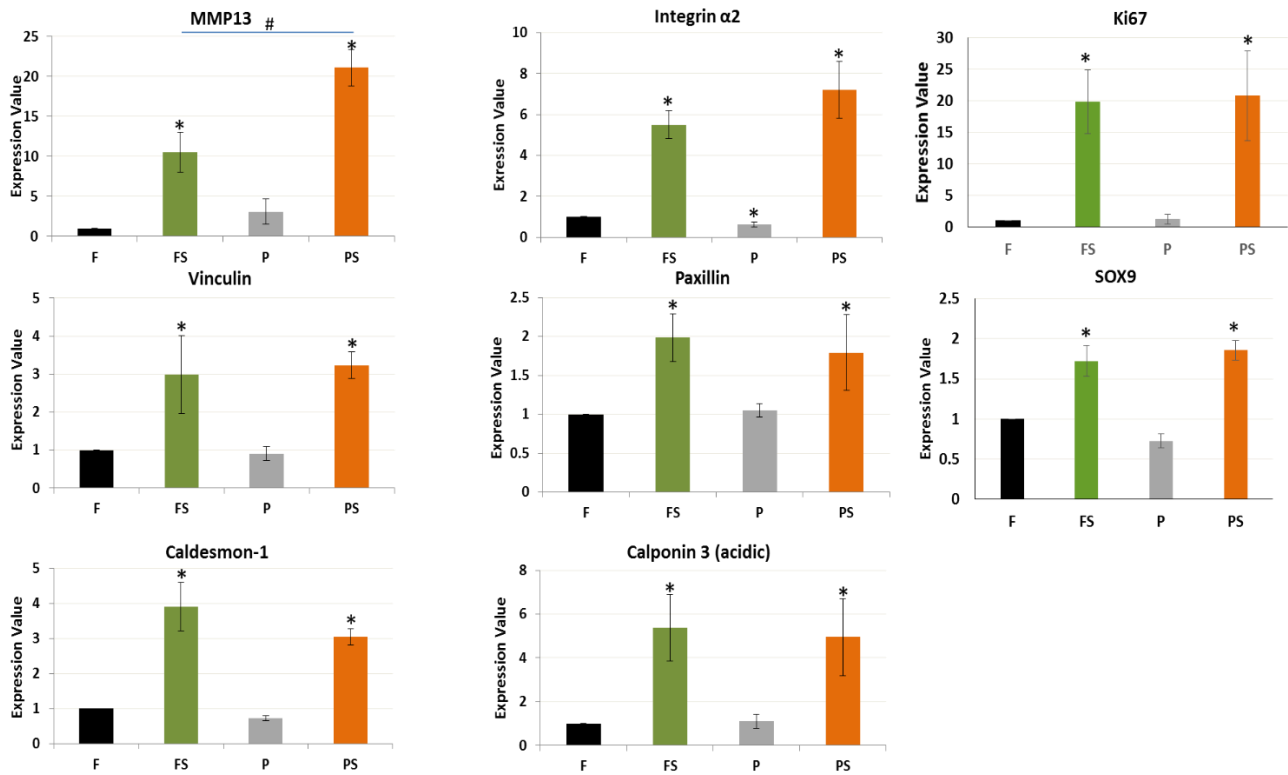 MMP13
#
Expression Value
25
20
15
10
5
0
*
*
F FS P PS
Integrin α2
Expression Value
10
8
6
4
2
0
*
*
*
F FS P PS
Ki67
Expression Value
30
25
20
15
10
5
0
*
*
F FS P PS
Vinculin
Expression Value
5
4
3
2
1
0
*
*
F FS P PS
Paxillin
Expression Value
2.5
2
1.5
1
0.5
0
*
*
F FS P PS
SOX9
Expression Value
2.5
2
1.5
1
0.5
0
*
*
F FS P PS
Caldesmon-1
Expression Value
5
4
3
2
1
0
*
*
F FS P PS
Calponin 3 (acidic)
Expression Value
8
6
4
2
0
*
*
F FS P PS